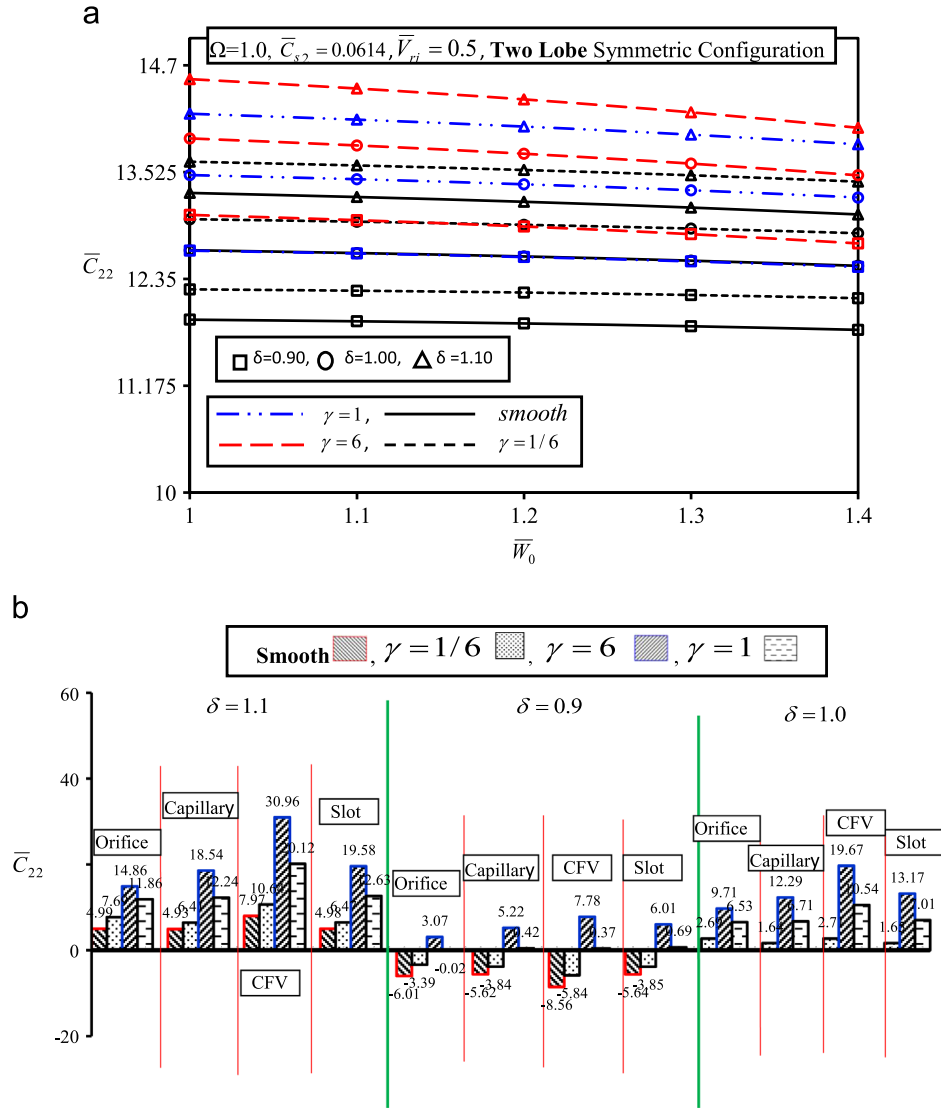 a
Ω=1.0, C̅s2 = 0.0614, V̅ri = 0.5, Two Lobe Symmetric Configuration
14.7
13.525
C̅22
12.35
11.175
10
δ=0.90, δ=1.00, δ =1.10
γ = 1, smooth
γ = 6, γ = 1/6
1 1.1 1.2 1.3 1.4
W̅0
b
Smooth , γ = 1/6 , γ = 6 , γ = 1
60
δ = 1.1 δ = 0.9 δ = 1.0
40
C̅22
20
0
-20
Orifice Capillary CFV Slot
4.99 14.86 11.86
4.93 18.54
7.97 30.96
4.98 19.58
Orifice Capillary CFV Slot
-6.01 -3.39 3.07 -0.02
-5.62 -3.84 5.22
-8.56 -5.84 7.78
-5.64 -3.85 6.01
Orifice Capillary CFV Slot
9.71 6.53
12.29 6.71
19.67 10.54
13.17